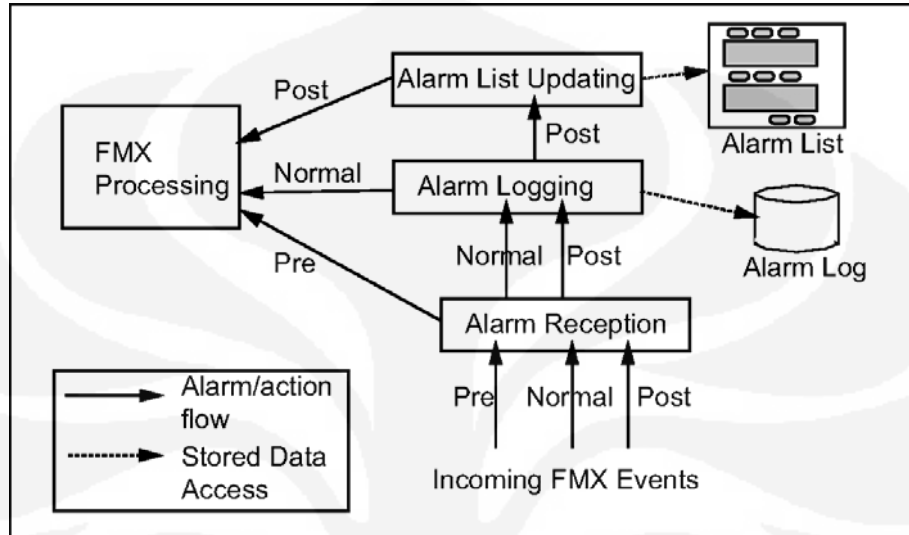 Alarm List Updating
Post
Alarm List
Post
FMX
Processing
Normal
Alarm Logging
Alarm Log
Pre
Normal
Post
Alarm Reception
Pre
Normal
Post
Incoming FMX Events
Alarm/action
flow
Stored Data
Access